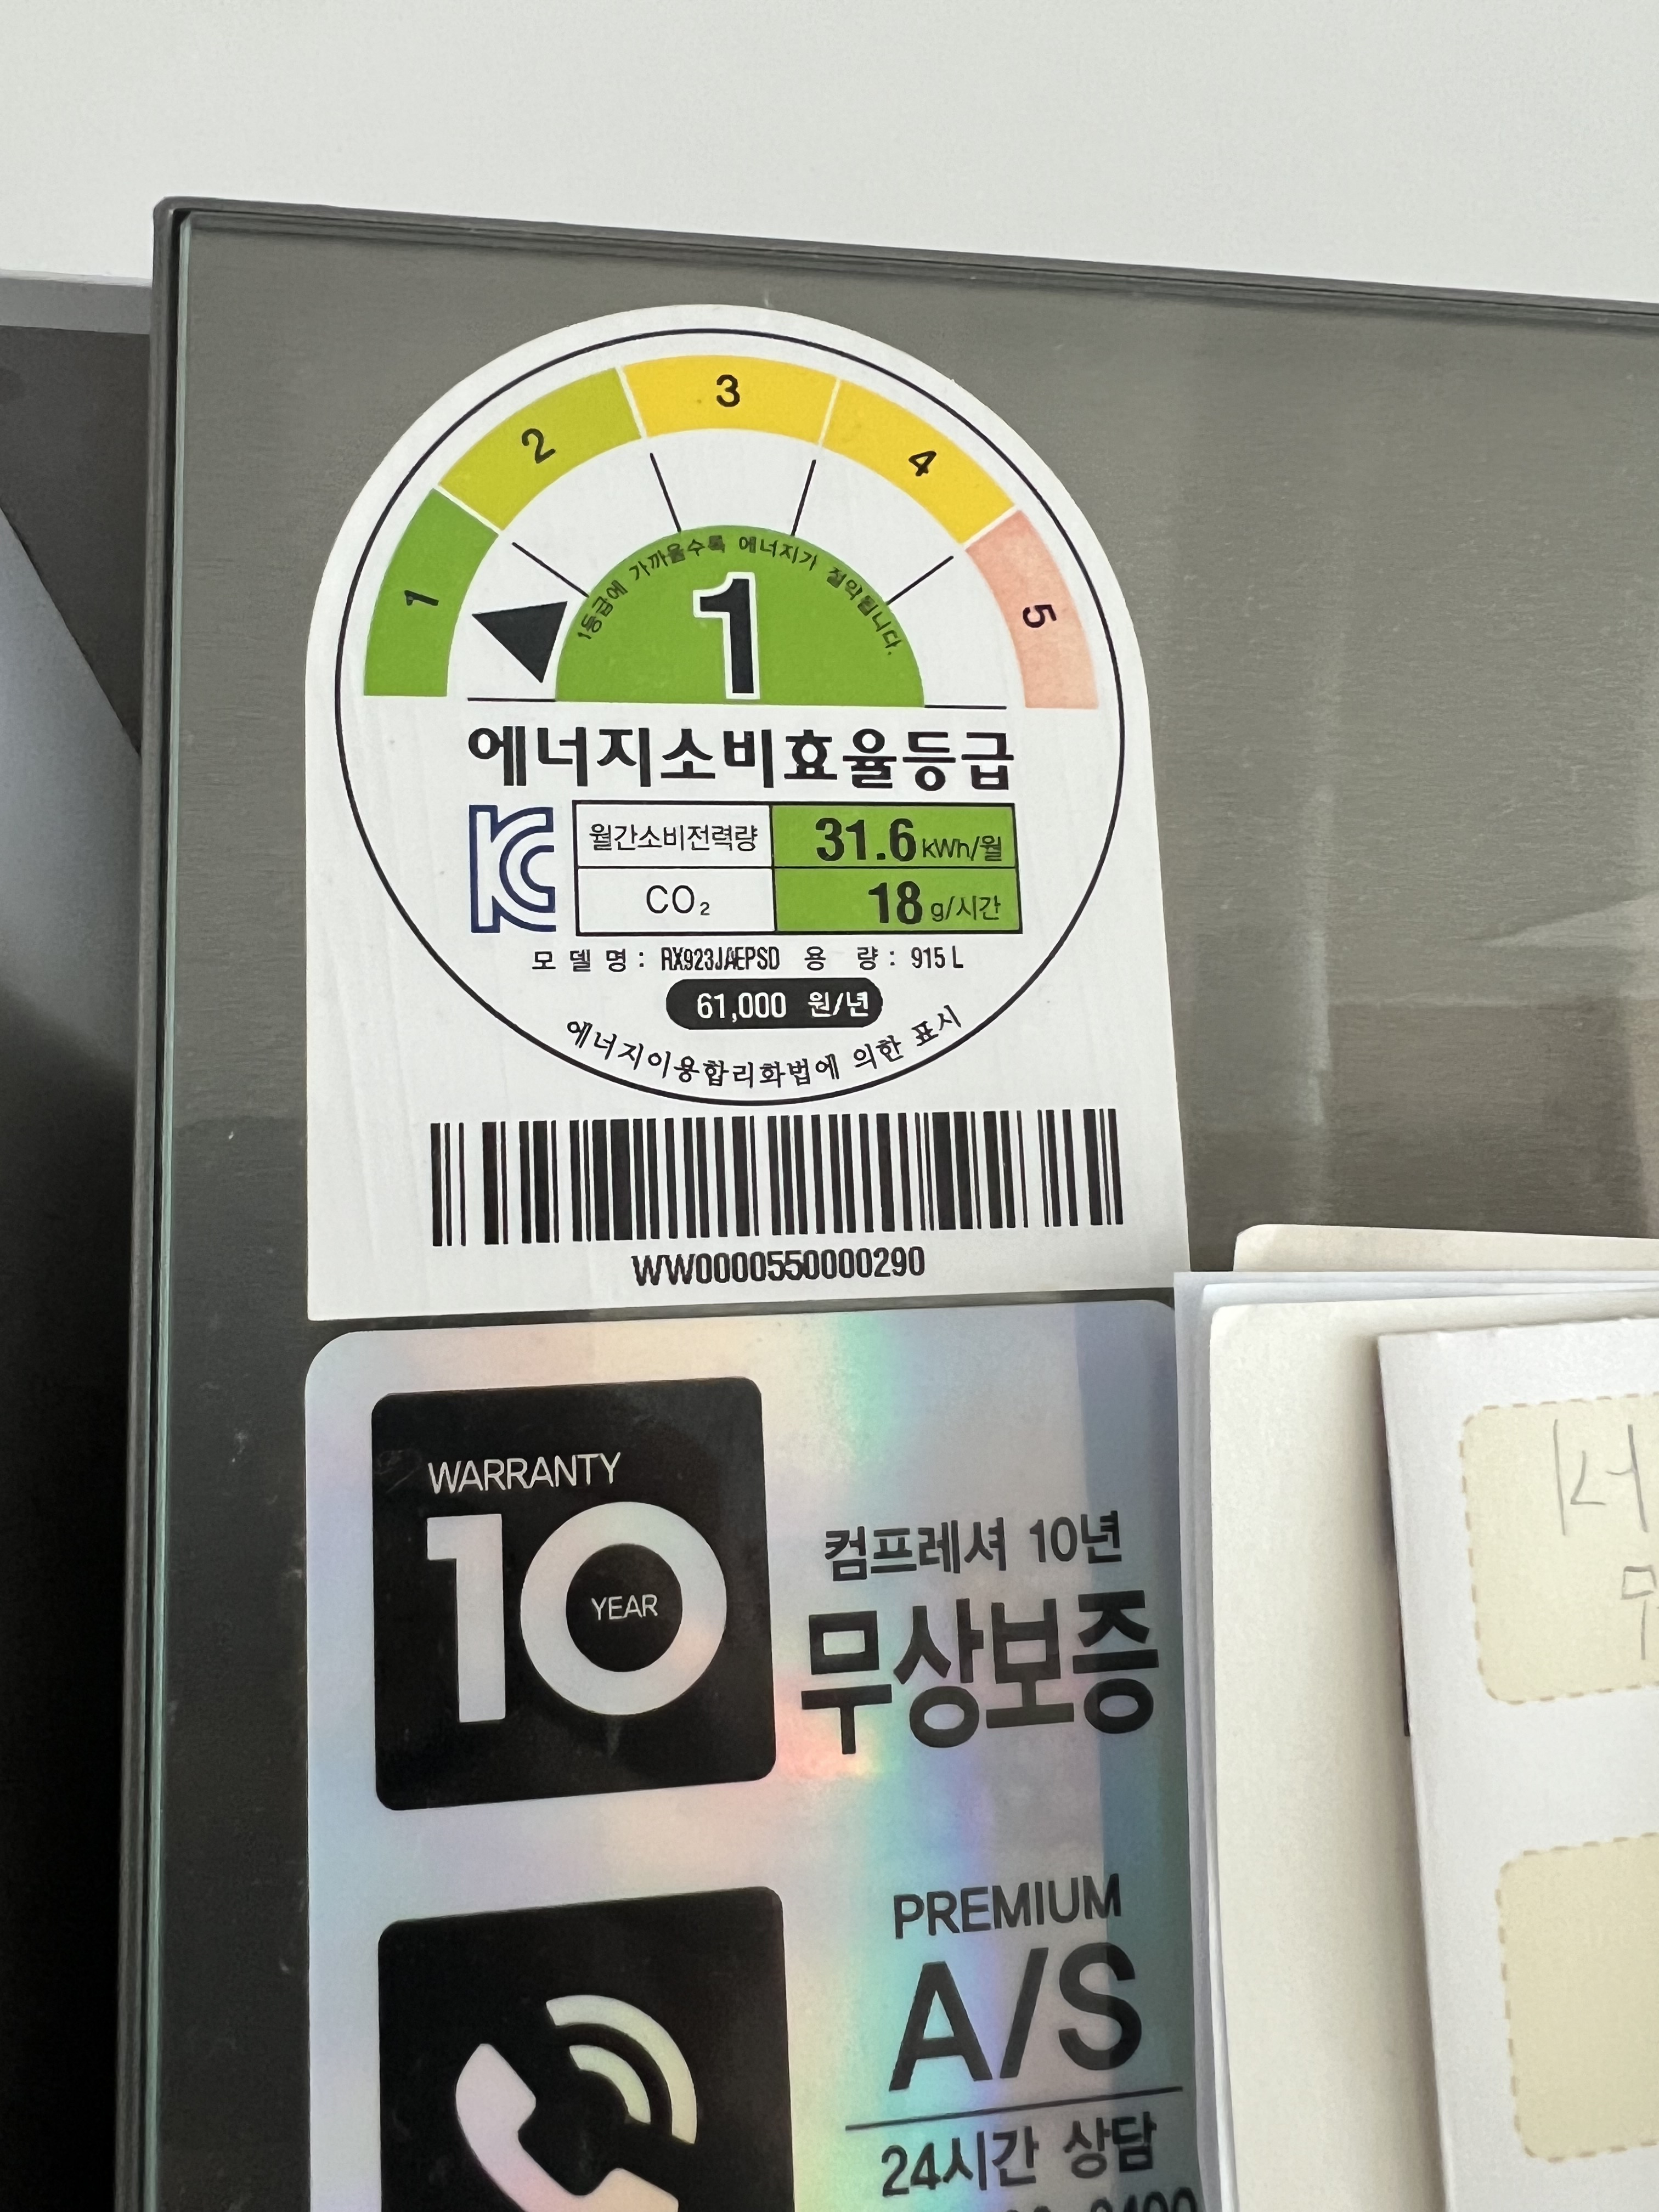 1 2 3 4 5
1등급에 가까울수록 에너지가 절약됩니다.
1
에너지소비효율등급
월간소비전력량 31.6 kWh/월
CO₂ 18 g/시간
모델명: RX923JAEPSD 용량: 915 L
61,000 원/년
에너지이용합리화법에 의한 표시
WW0000550000290
WARRANTY
10
YEAR
컴프레셔 10년
무상보증
PREMIUM
A/S
24시간 상담